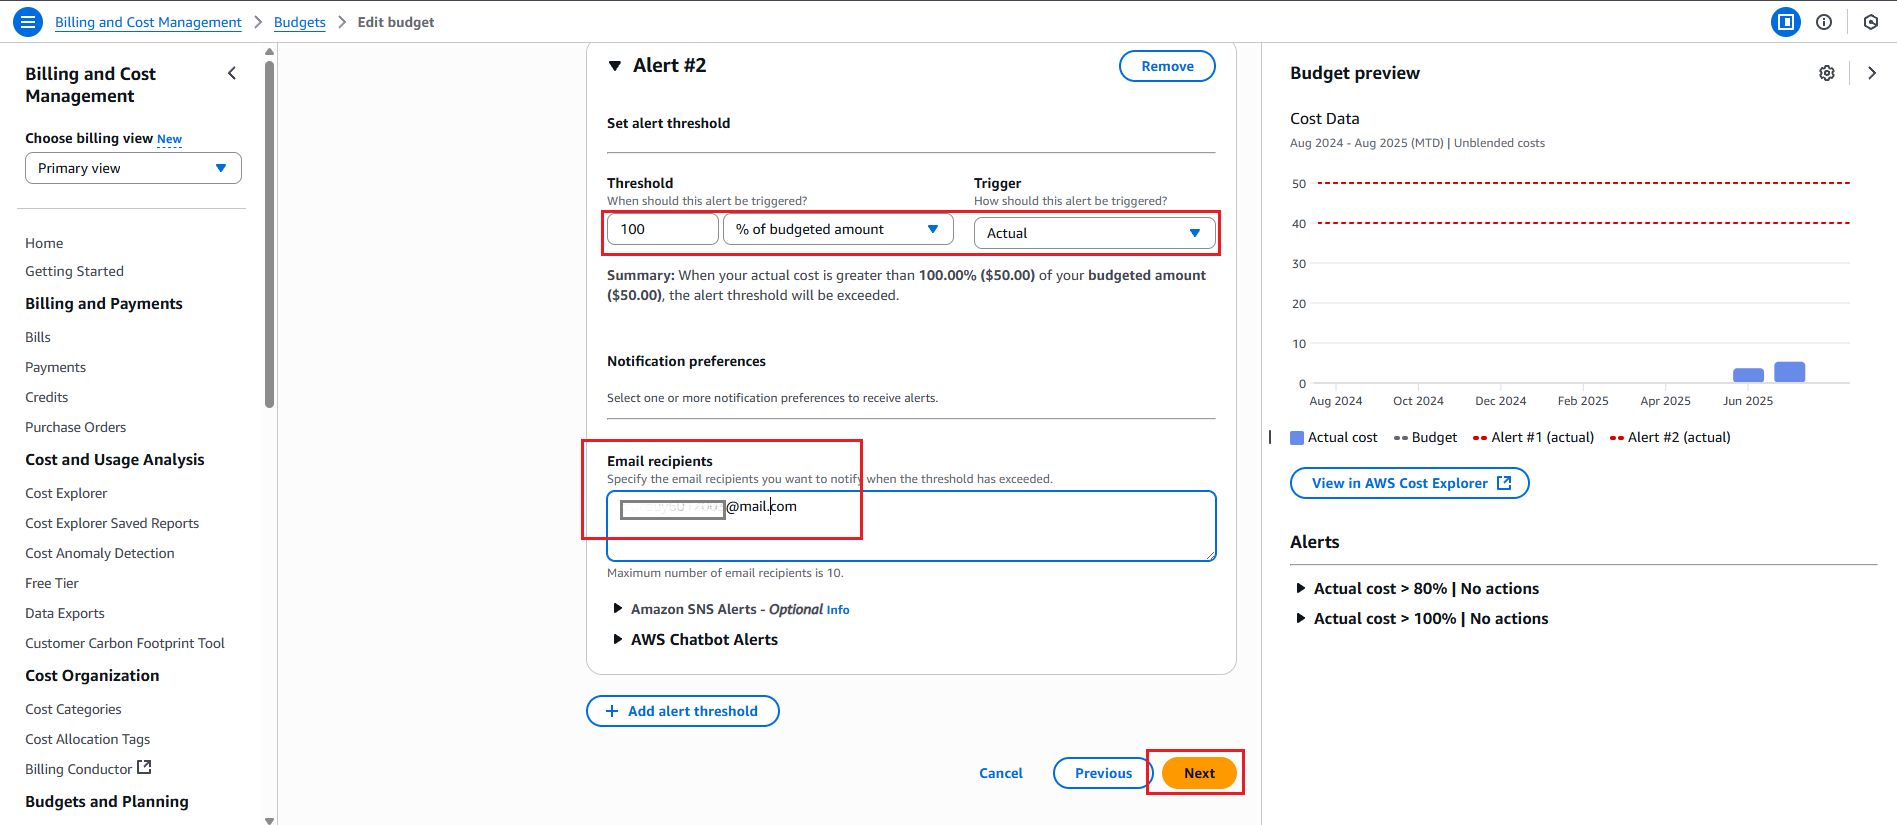 Billing and Cost Management > Budgets > Edit budget
Billing and Cost Management
Choose billing view New
Primary view
Home
Getting Started
Billing and Payments
Bills
Payments
Credits
Purchase Orders
Cost and Usage Analysis
Cost Explorer
Cost Explorer Saved Reports
Cost Anomaly Detection
Free Tier
Data Exports
Customer Carbon Footprint Tool
Cost Organization
Cost Categories
Cost Allocation Tags
Billing Conductor
Budgets and Planning
Alert #2
Remove
Set alert threshold
Threshold
When should this alert be triggered?
100
% of budgeted amount
Trigger
How should this alert be triggered?
Actual
Summary: When your actual cost is greater than 100.00% ($50.00) of your budgeted amount
($50.00), the alert threshold will be exceeded.
Notification preferences
Select one or more notification preferences to receive alerts.
Email recipients
Specify the email recipients you want to notify when the threshold has exceeded.
@mail.com
Maximum number of email recipients is 10.
Amazon SNS Alerts - Optional Info
AWS Chatbot Alerts
+ Add alert threshold
Cancel
Previous
Next
Budget preview
Cost Data
Aug 2024 - Aug 2025 (MTD) | Unblended costs
50
40
30
20
10
0
Aug 2024 Oct 2024 Dec 2024 Feb 2025 Apr 2025 Jun 2025
Actual cost Budget Alert #1 (actual) Alert #2 (actual)
View in AWS Cost Explorer
Alerts
Actual cost > 80% | No actions
Actual cost > 100% | No actions